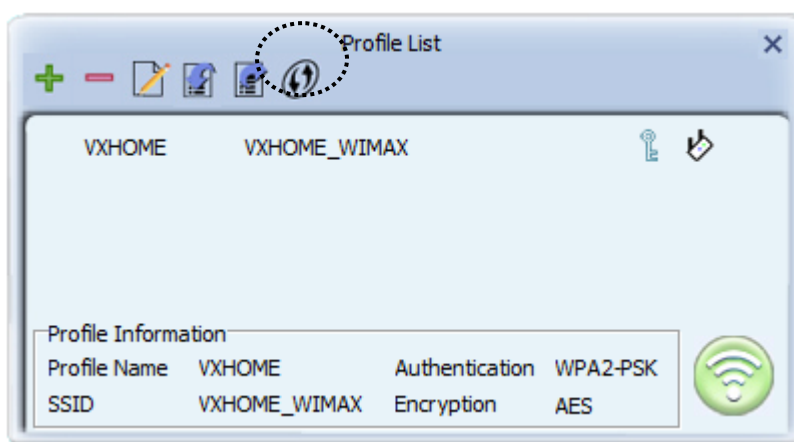 Profile List
VXHOME VXHOME_WIMAX
Profile Information
Profile Name VXHOME Authentication WPA2-PSK
SSID VXHOME_WIMAX Encryption AES